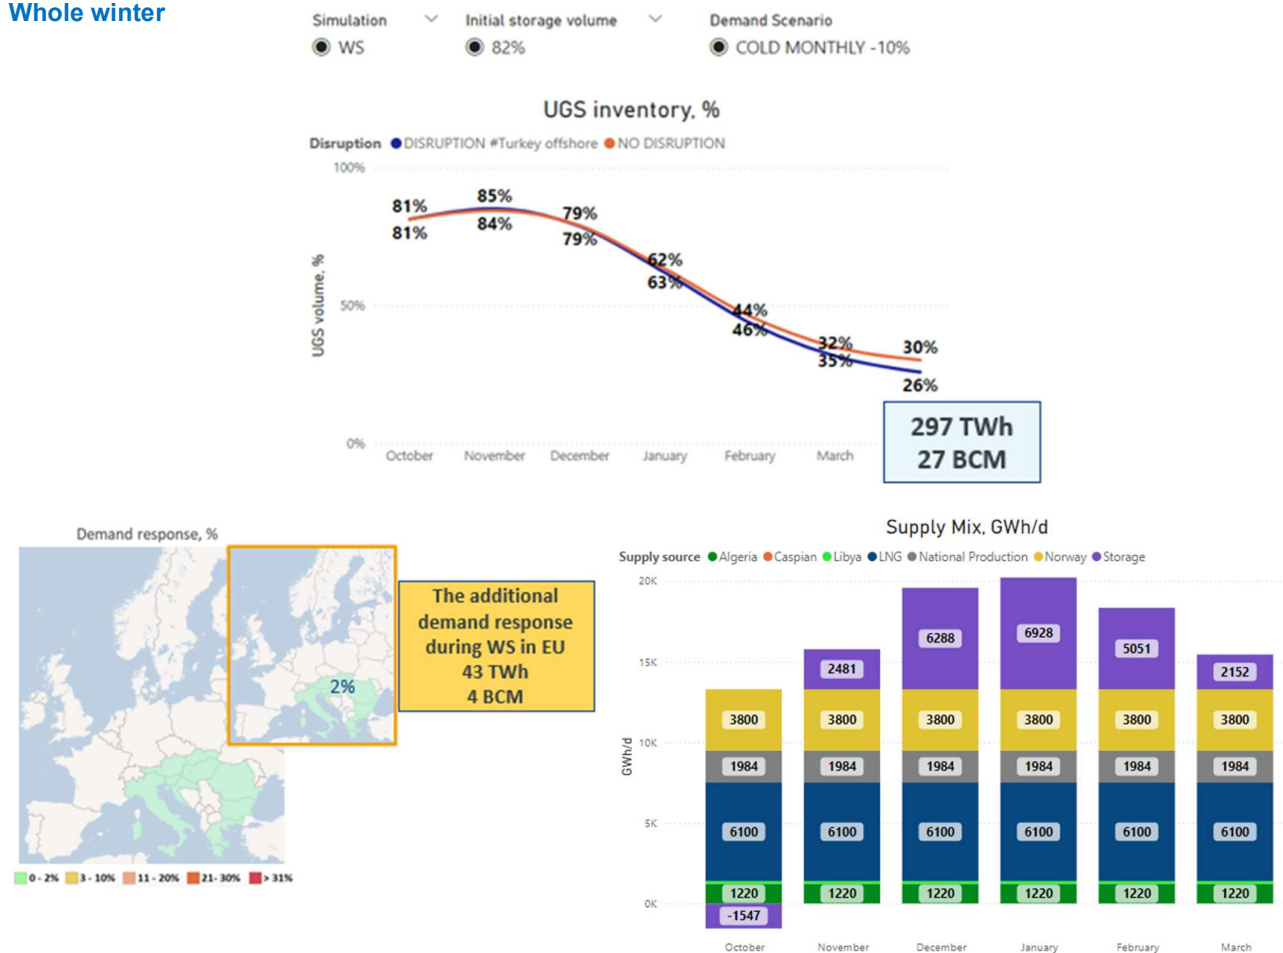 Whole winter
Simulation
WS
Initial storage volume
82%
Demand Scenario
COLD MONTHLY -10%
UGS inventory, %
Disruption DISRUPTION #Turkey offshore NO DISRUPTION
100%
50%
0%
UGS volume, %
81% 85% 79% 62% 44% 32% 30%
81% 84% 79% 63% 46% 35% 26%
October November December January February March
297 TWh
27 BCM
Demand response, %
2%
The additional
demand response
during WS in EU
43 TWh
4 BCM
0 - 2% 3 - 10% 11 - 20% 21- 30% > 31%
Supply Mix, GWh/d
Supply source Algeria Caspian Libya LNG National Production Norway Storage
20K
15K
10K
5K
0K
GWh/d
2481 6288 6928 5051 2152
3800 3800 3800 3800 3800 3800
1984 1984 1984 1984 1984 1984
6100 6100 6100 6100 6100 6100
1220 1220 1220 1220 1220 1220
-1547
October November December January February March